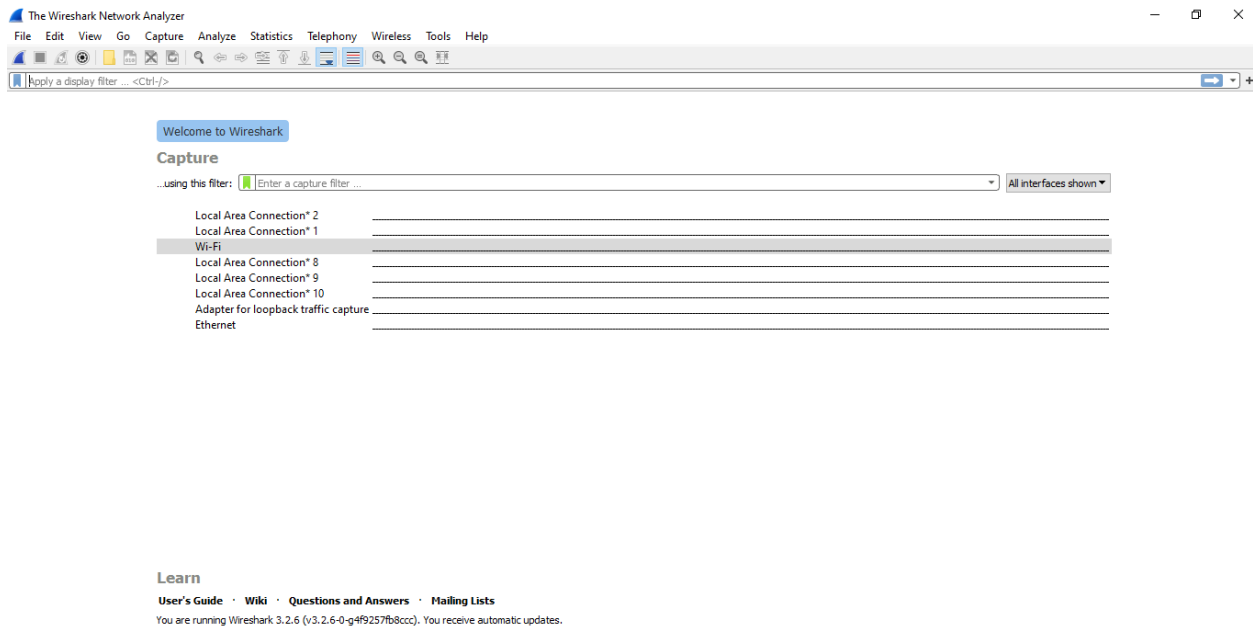 The Wireshark Network Analyzer
File Edit View Go Capture Analyze Statistics Telephony Wireless Tools Help
Apply a display filter ... <Ctrl-/>
Welcome to Wireshark
Capture
...using this filter: Enter a capture filter ... All interfaces shown
Local Area Connection* 2
Local Area Connection* 1
Wi-Fi
Local Area Connection* 8
Local Area Connection* 9
Local Area Connection* 10
Adapter for loopback traffic capture
Ethernet
Learn
User's Guide · Wiki · Questions and Answers · Mailing Lists
You are running Wireshark 3.2.6 (v3.2.6-0-g4f9257fb8ccc). You receive automatic updates.